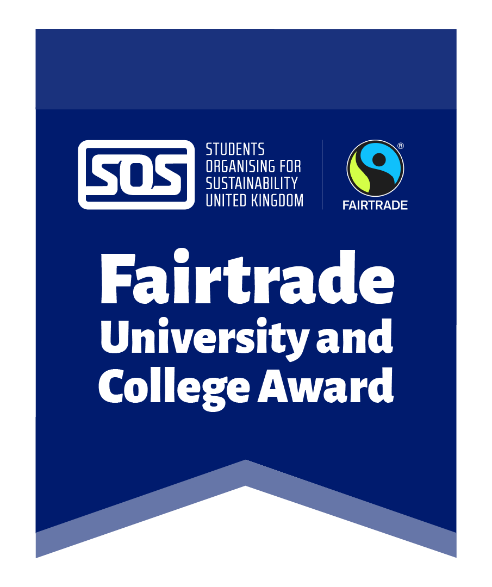 SOS
STUDENTS
ORGANISING FOR
SUSTAINABILITY
UNITED KINGDOM
®
FAIRTRADE
Fairtrade
University and
College Award